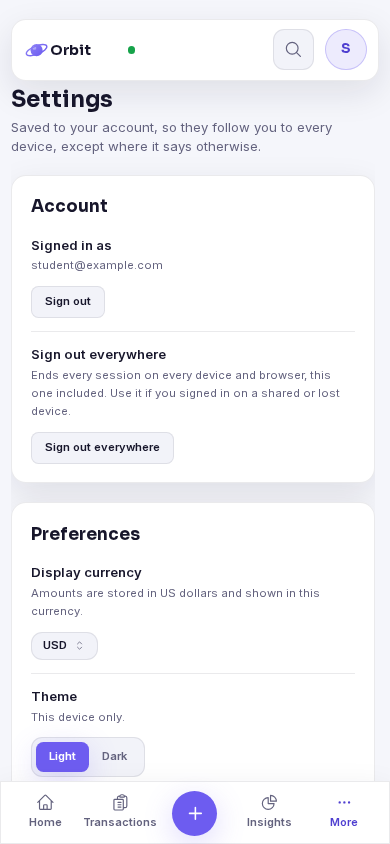 Orbit
S
Settings
Saved to your account, so they follow you to every
device, except where it says otherwise.
Account
Signed in as
student@example.com
Sign out
Sign out everywhere
Ends every session on every device and browser, this
one included. Use it if you signed in on a shared or lost
device.
Sign out everywhere
Preferences
Display currency
Amounts are stored in US dollars and shown in this
currency.
USD
Theme
This device only.
Light Dark
Home Transactions Insights More